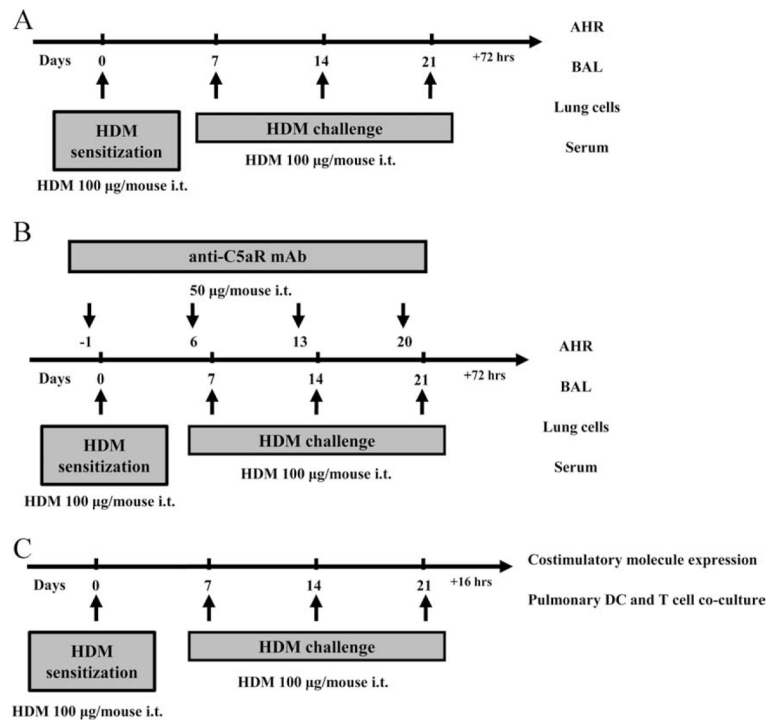 A
Days 0 7 14 21 +72 hrs
HDM
sensitization
HDM 100 µg/mouse i.t.
HDM challenge
HDM 100 µg/mouse i.t.
AHR
BAL
Lung cells
Serum
B
anti-C5aR mAb
50 µg/mouse i.t.
-1 6 13 20
Days 0 7 14 21 +72 hrs
HDM
sensitization
HDM 100 µg/mouse i.t.
HDM challenge
HDM 100 µg/mouse i.t.
AHR
BAL
Lung cells
Serum
C
Days 0 7 14 21 +16 hrs
HDM
sensitization
HDM 100 µg/mouse i.t.
HDM challenge
HDM 100 µg/mouse i.t.
Costimulatory molecule expression
Pulmonary DC and T cell co-culture